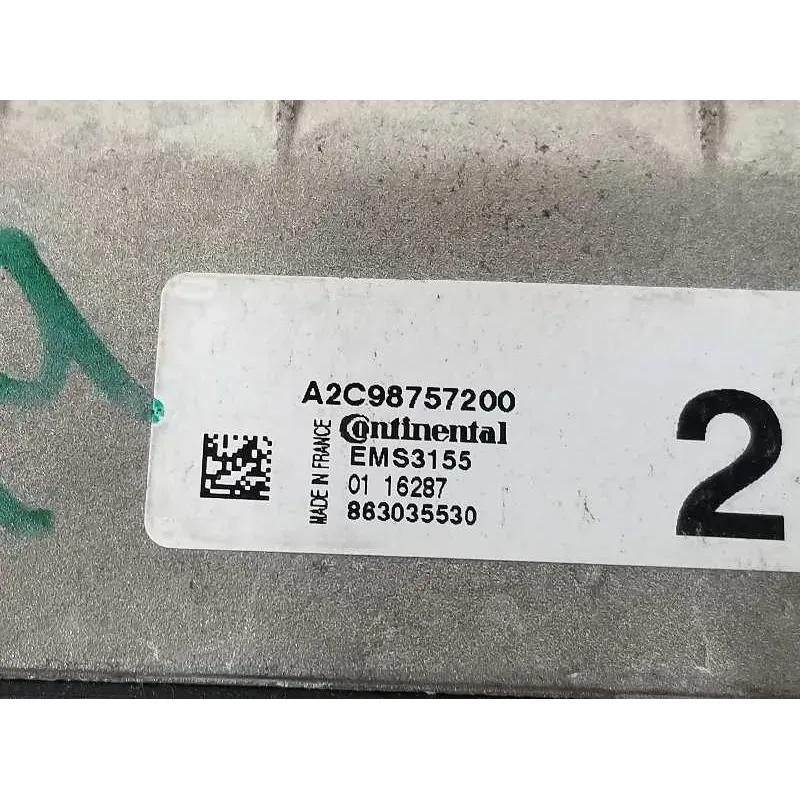 A2C98757200
Continental
MADE IN FRANCE
EMS3155
01 16287
863035530
2